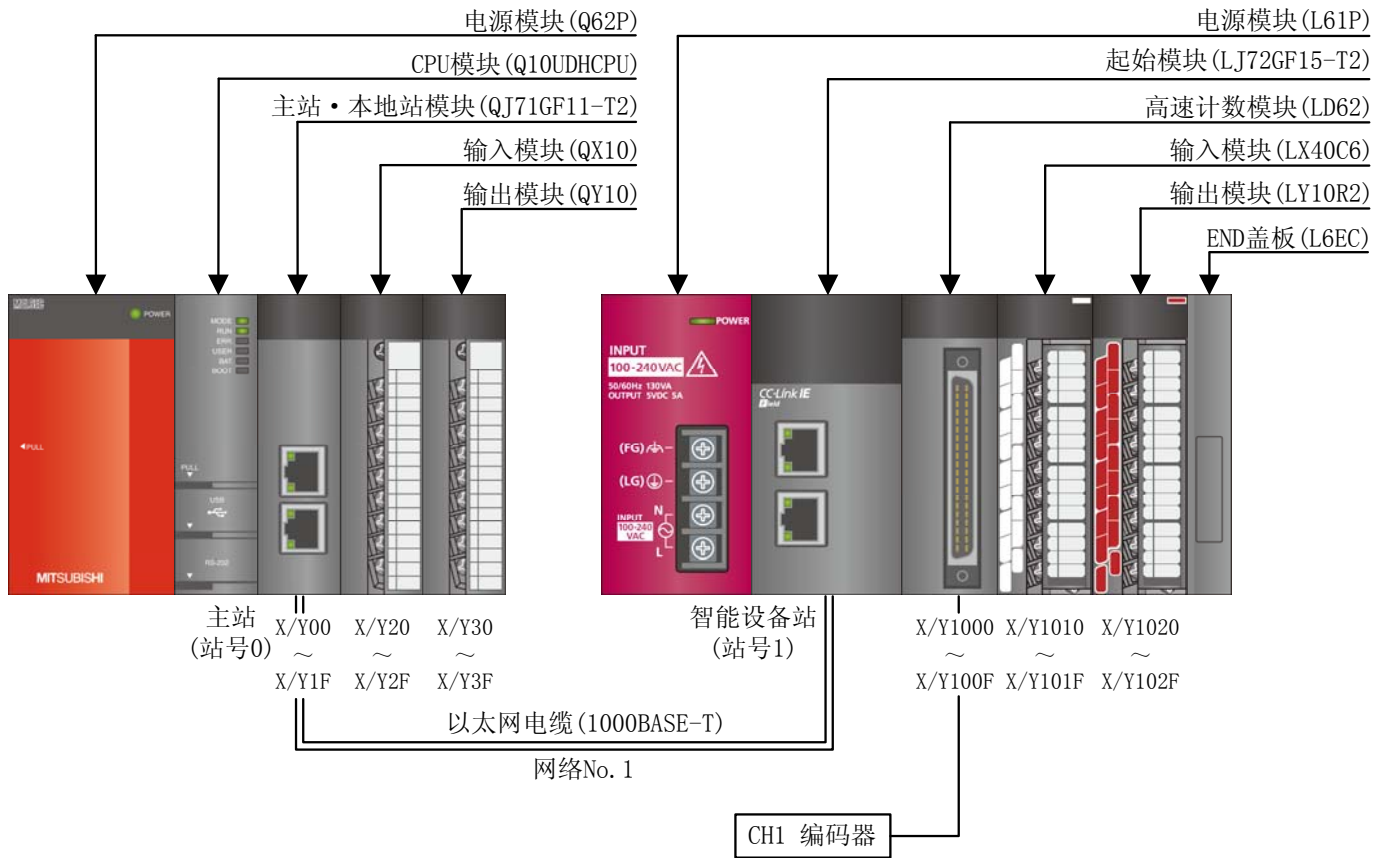 电源模块(Q62P)
CPU模块(Q10UDHCPU)
主站·本地站模块(QJ71GF11-T2)
输入模块(QX10)
输出模块(QY10)
电源模块(L61P)
起始模块(LJ72GF15-T2)
高速计数模块(LD62)
输入模块(LX40C6)
输出模块(LY10R2)
END盖板(L6EC)
MELSEC
POWER
MODE
RUN
ERR.
USER
BAT.
BOOT
PULL
PULL
USB
RS-232
MITSUBISHI
POWER
INPUT
100-240VAC
50/60Hz 130VA
OUTPUT 5VDC 5A
(FG)
(LG)
INPUT
100-240
VAC
N
L
CC-Link IE
Field
主站
(站号0)
X/Y00
~
X/Y1F
X/Y20
~
X/Y2F
X/Y30
~
X/Y3F
智能设备站
(站号1)
X/Y1000
~
X/Y100F
X/Y1010
~
X/Y101F
X/Y1020
~
X/Y102F
以太网电缆(1000BASE-T)
网络No.1
CH1 编码器